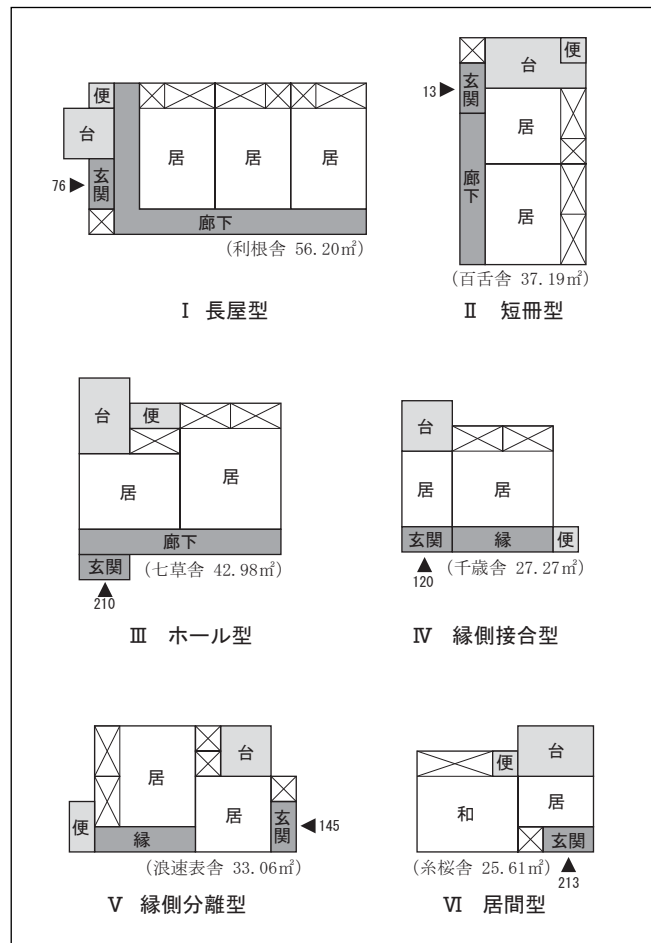 便
台
玄関
76
居
居
居
廊下
(利根舎 56.20㎡)
Ⅰ 長屋型
台
便
13
玄関
居
廊下
居
(百舌舎 37.19㎡)
Ⅱ 短冊型
台
便
居
居
廊下
玄関
210
(七草舎 42.98㎡)
Ⅲ ホール型
台
居
居
玄関
縁
便
120
(千歳舎 27.27㎡)
Ⅳ 縁側接合型
台
居
便
縁
居
玄関
145
(浪速表舎 33.06㎡)
Ⅴ 縁側分離型
便
台
和
居
玄関
213
(糸桜舎 25.61㎡)
Ⅵ 居間型